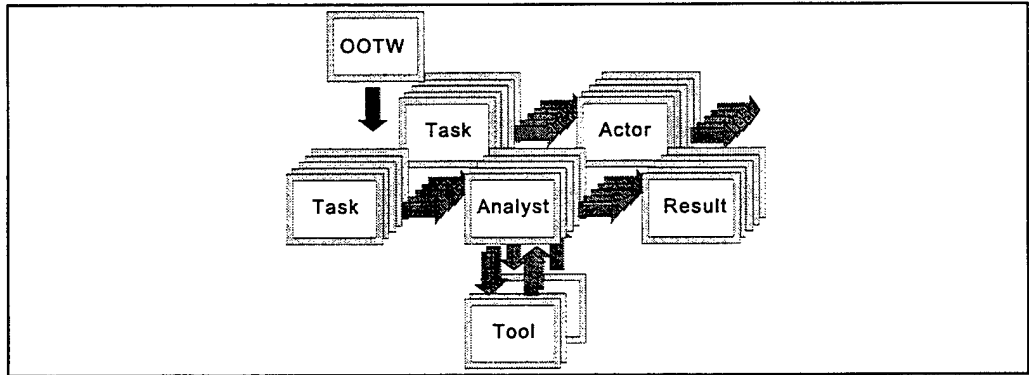 OOTW
Task
Actor
Task
Analyst
Result
Tool